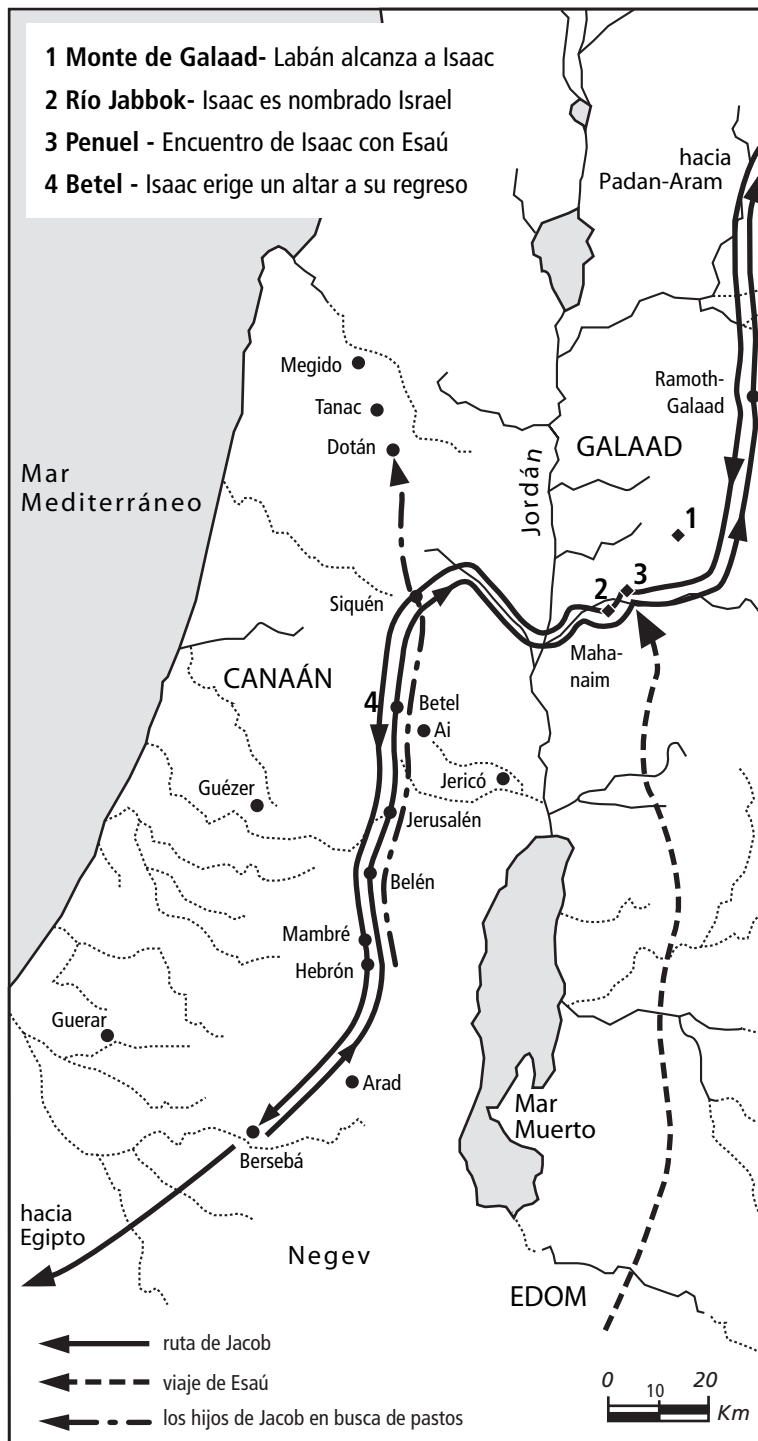 1 Monte de Galaad- Labán alcanza a Isaac
2 Río Jabbok- Isaac es nombrado Israel
3 Penuel - Encuentro de Isaac con Esaú
4 Betel - Isaac erige un altar a su regreso
hacia
Padan-Aram
Megido
Tanac
Dotán
Ramoth-
Galaad
GALAAD
Mar
Mediterráneo
Jordán
1
2
3
Siquén
Maha-
naim
CANAÁN
4
Betel
Ai
Guézer
Jericó
Jerusalén
Belén
Mambré
Hebrón
Guerar
Arad
Mar
Muerto
Bersebá
hacia
Egipto
Negev
EDOM
ruta de Jacob
viaje de Esaú
los hijos de Jacob en busca de pastos
0 10 20
Km